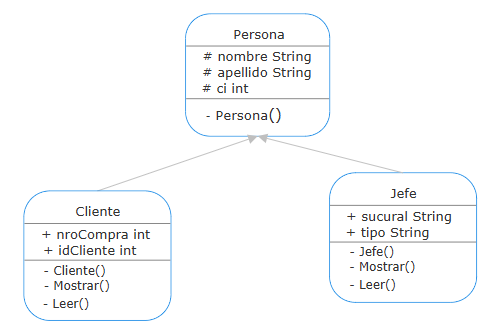 Persona
# nombre String
# apellido String
# ci int
- Persona()
Cliente
+ nroCompra int
+ idCliente int
- Cliente()
- Mostrar()
- Leer()
Jefe
+ sucural String
+ tipo String
- Jefe()
- Mostrar()
- Leer()